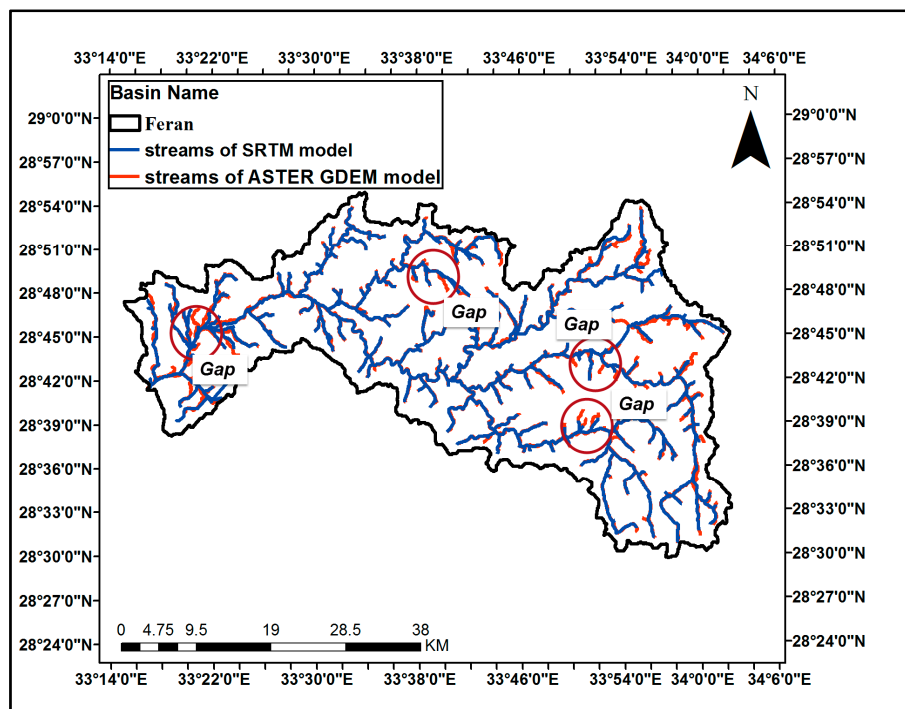 33°14'0"E 33°22'0"E 33°30'0"E 33°38'0"E 33°46'0"E 33°54'0"E 34°0'0"E 34°6'0"E
Basin Name
Feran
streams of SRTM model
streams of ASTER GDEM model
N
29°0'0"N
28°57'0"N
28°54'0"N
28°51'0"N
28°48'0"N
28°45'0"N
28°42'0"N
28°39'0"N
28°36'0"N
28°33'0"N
28°30'0"N
28°27'0"N
28°24'0"N
Gap
Gap
Gap
Gap
29°0'0"N
28°57'0"N
28°54'0"N
28°51'0"N
28°48'0"N
28°45'0"N
28°42'0"N
28°39'0"N
28°36'0"N
28°33'0"N
28°30'0"N
28°27'0"N
28°24'0"N
0 4.75 9.5 19 28.5 38
KM
33°14'0"E 33°22'0"E 33°30'0"E 33°38'0"E 33°46'0"E 33°54'0"E 34°0'0"E 34°6'0"E